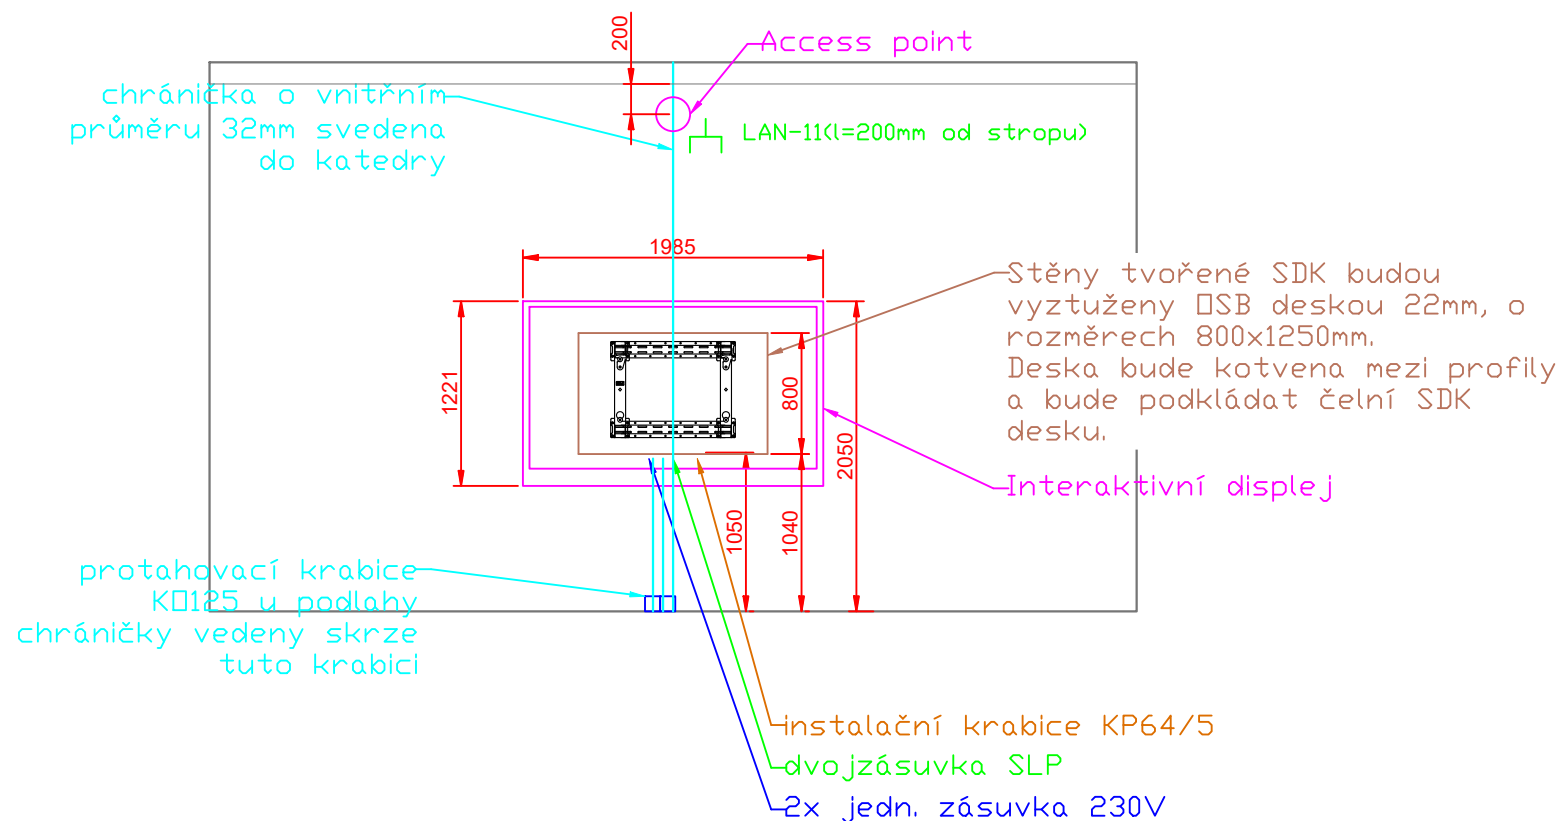 200
Access point
chránička o vnitřním
průměru 32mm svedena
do katedry
LAN-11(l=200mm od stropu)
1985
Stěny tvořené SDK budou
vyztuženy OSB deskou 22mm, o
rozměrech 800x1250mm.
Deska bude kotvena mezi profily
a bude podkládat čelní SDK
desku.
1221
800
2050
Interaktivní displej
1050
1040
protahovací krabice
KO125 u podlahy
chráničky vedeny skrze
tuto krabici
instalační krabice KP64/5
dvojzásuvka SLP
2x jedn. zásuvka 230V